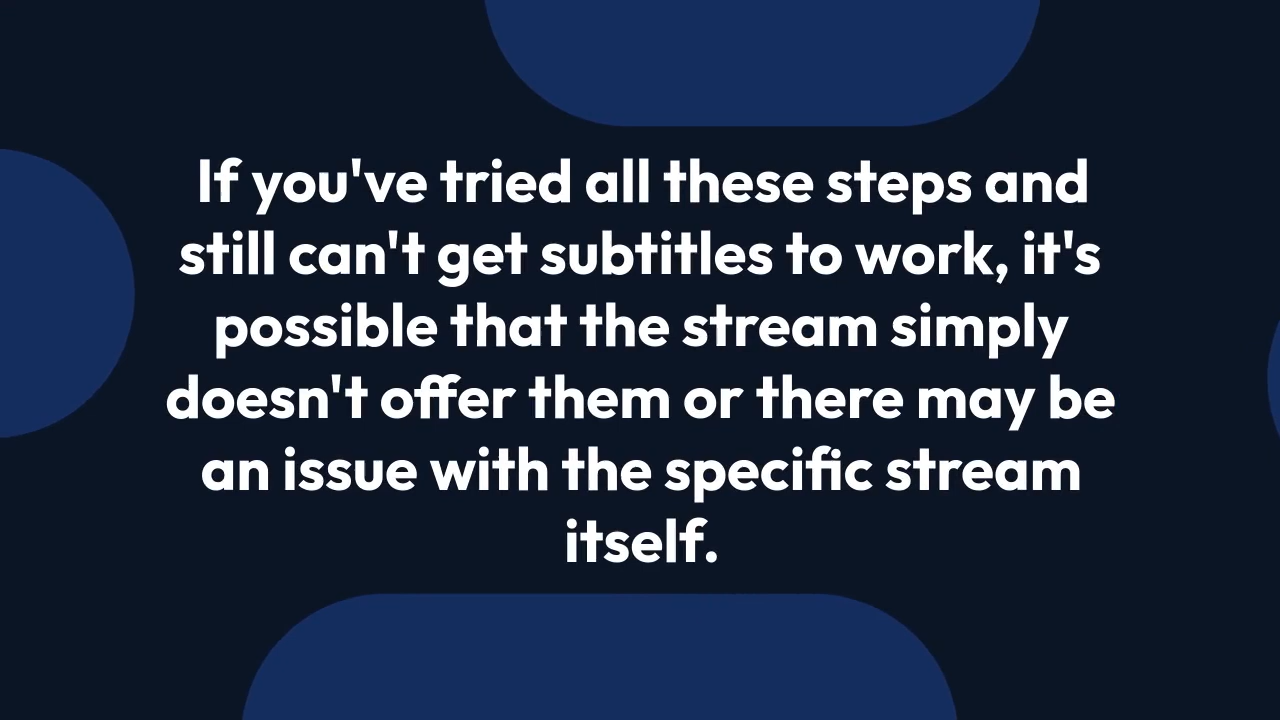 If you've tried all these steps and
still can't get subtitles to work, it's
possible that the stream simply
doesn't offer them or there may be
an issue with the specific stream
itself.